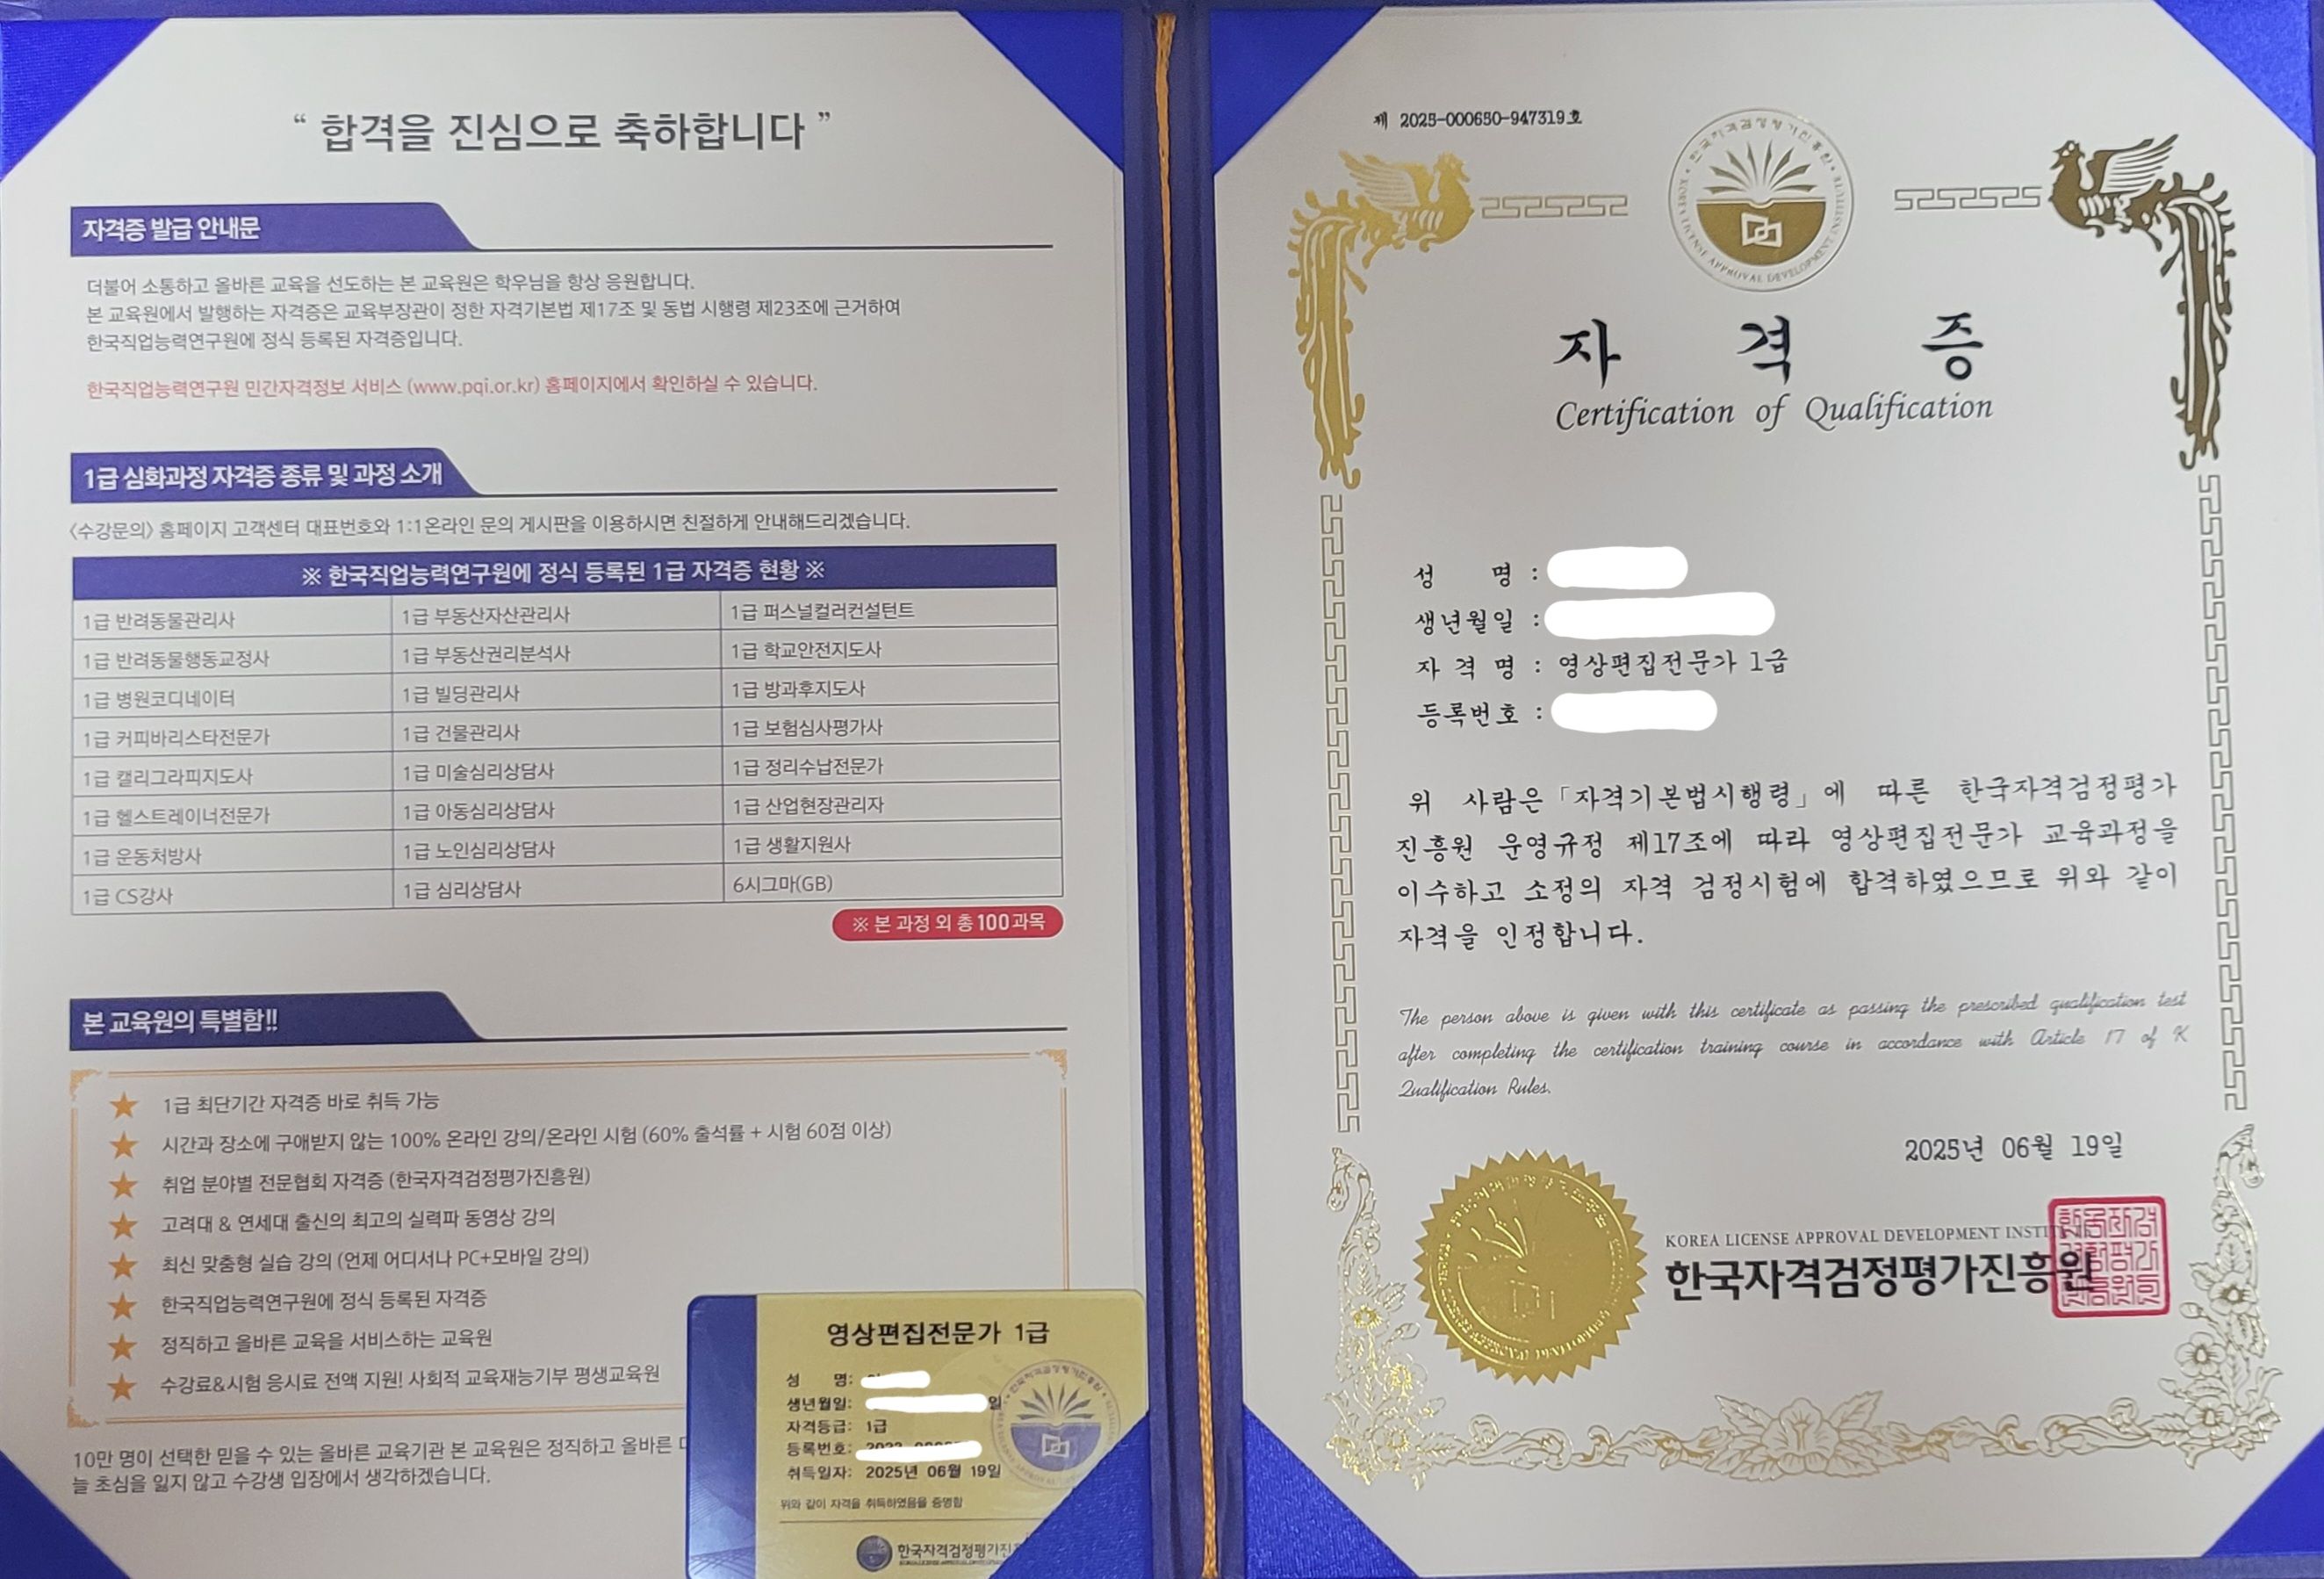 “ 합격을 진심으로 축하합니다 ”
자격증 발급 안내문
더불어 소통하고 올바른 교육을 선도하는 본 교육원은 학우님을 항상 응원합니다.
본 교육원에서 발행하는 자격증은 교육부장관이 정한 자격기본법 제17조 및 동법 시행령 제23조에 근거하여
한국직업능력연구원에 정식 등록된 자격증입니다.
한국직업능력연구원 민간자격정보 서비스 (www.pqi.or.kr) 홈페이지에서 확인하실 수 있습니다.
1급 심화과정 자격증 종류 및 과정 소개
〈수강문의〉 홈페이지 고객센터 대표번호와 1:1온라인 문의 게시판을 이용하시면 친절하게 안내해드리겠습니다.
※ 한국직업능력연구원에 정식 등록된 1급 자격증 현황 ※
1급 반려동물관리사 1급 부동산자산관리사 1급 퍼스널컬러컨설턴트
1급 반려동물행동교정사 1급 부동산권리분석사 1급 학교안전지도사
1급 병원코디네이터 1급 빌딩관리사 1급 방과후지도사
1급 커피바리스타전문가 1급 건물관리사 1급 보험심사평가사
1급 캘리그라피지도사 1급 미술심리상담사 1급 정리수납전문가
1급 헬스트레이너전문가 1급 아동심리상담사 1급 산업현장관리자
1급 운동처방사 1급 노인심리상담사 1급 생활지원사
1급 CS강사 1급 심리상담사 6시그마(GB)
※ 본 과정 외 총 100과목
본 교육원의 특별함!!
1급 최단기간 자격증 바로 취득 가능
시간과 장소에 구애받지 않는 100% 온라인 강의/온라인 시험 (60% 출석률 + 시험 60점 이상)
취업 분야별 전문협회 자격증 (한국자격검정평가진흥원)
고려대 & 연세대 출신의 최고의 실력파 동영상 강의
최신 맞춤형 실습 강의 (언제 어디서나 PC+모바일 강의)
한국직업능력연구원에 정식 등록된 자격증
정직하고 올바른 교육을 서비스하는 교육원
수강료&시험 응시료 전액 지원! 사회적 교육재능기부 평생교육원
10만 명이 선택한 믿을 수 있는 올바른 교육기관 본 교육원은 정직하고 올바른
늘 초심을 잃지 않고 수강생 입장에서 생각하겠습니다.
영상편집전문가 1급
성 명:
생년월일: 일
자격등급: 1급
등록번호:
취득일자: 2025년 06월 19일
위와 같이 자격을 취득하였음을 증명함
한국자격검정평가진
제 2025-000650-947319호
한국자격검정평가진흥원
KOREA LICENSE APPROVAL DEVELOPMENT INSTITUTE
자 격 증
Certification of Qualification
성 명 :
생년월일 :
자 격 명 : 영상편집전문가 1급
등록번호 :
위 사람은「자격기본법시행령」에 따른 한국자격검정평가
진흥원 운영규정 제17조에 따라 영상편집전문가 교육과정을
이수하고 소정의 자격 검정시험에 합격하였으므로 위와 같이
자격을 인정합니다.
The person above is given with this certificate as passing the prescribed qualification test
after completing the certification training course in accordance with Article 17 of K
Qualification Rules.
2025년 06월 19일
KOREA LICENSE APPROVAL DEVELOPMENT INSTITUTE
한국자격검정평가진흥원